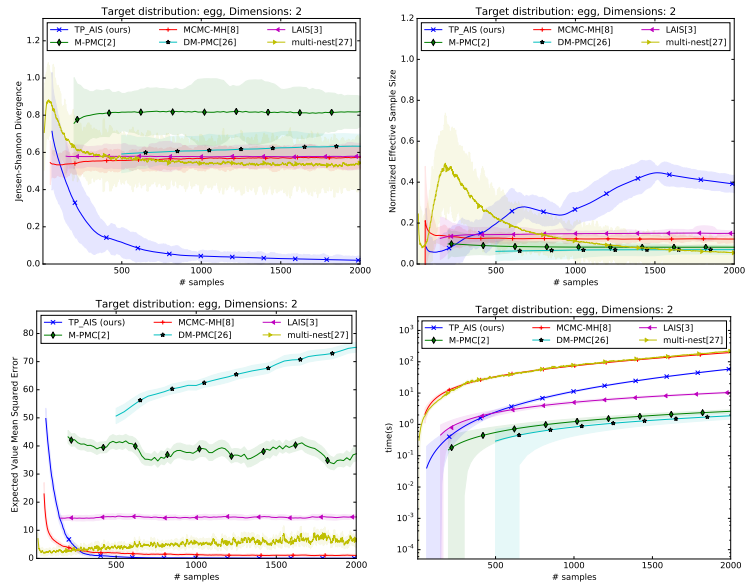 Target distribution: egg, Dimensions: 2
TP_AIS (ours) MCMC-MH[8] LAIS[3]
M-PMC[2] DM-PMC[26] multi-nest[27]
Jensen-Shannon Divergence
1.2
1.0
0.8
0.6
0.4
0.2
0.0
500 1000 1500 2000
# samples
Target distribution: egg, Dimensions: 2
TP_AIS (ours) MCMC-MH[8] LAIS[3]
M-PMC[2] DM-PMC[26] multi-nest[27]
Normalized Effective Sample Size
1.2
1.0
0.8
0.6
0.4
0.2
0.0
500 1000 1500 2000
# samples
Target distribution: egg, Dimensions: 2
TP_AIS (ours) MCMC-MH[8] LAIS[3]
M-PMC[2] DM-PMC[26] multi-nest[27]
Expected Value Mean Squared Error
80
70
60
50
40
30
20
10
0
500 1000 1500 2000
# samples
Target distribution: egg, Dimensions: 2
TP_AIS (ours) MCMC-MH[8] LAIS[3]
M-PMC[2] DM-PMC[26] multi-nest[27]
time(s)
10³
10²
10¹
10⁰
10⁻¹
10⁻²
10⁻³
10⁻⁴
500 1000 1500 2000
# samples